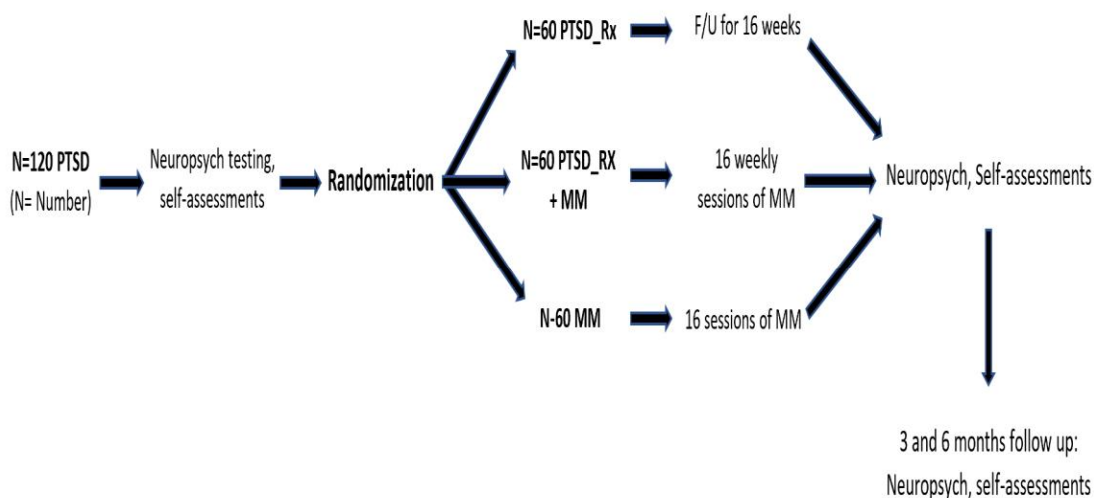 N=120 PTSD
(N= Number)
Neuropsych testing,
self-assessments
Randomization
N=60 PTSD_Rx
F/U for 16 weeks
N=60 PTSD_RX
+ MM
16 weekly
sessions of MM
N-60 MM
16 sessions of MM
Neuropsych, Self-assessments
3 and 6 months follow up:
Neuropsych, self-assessments